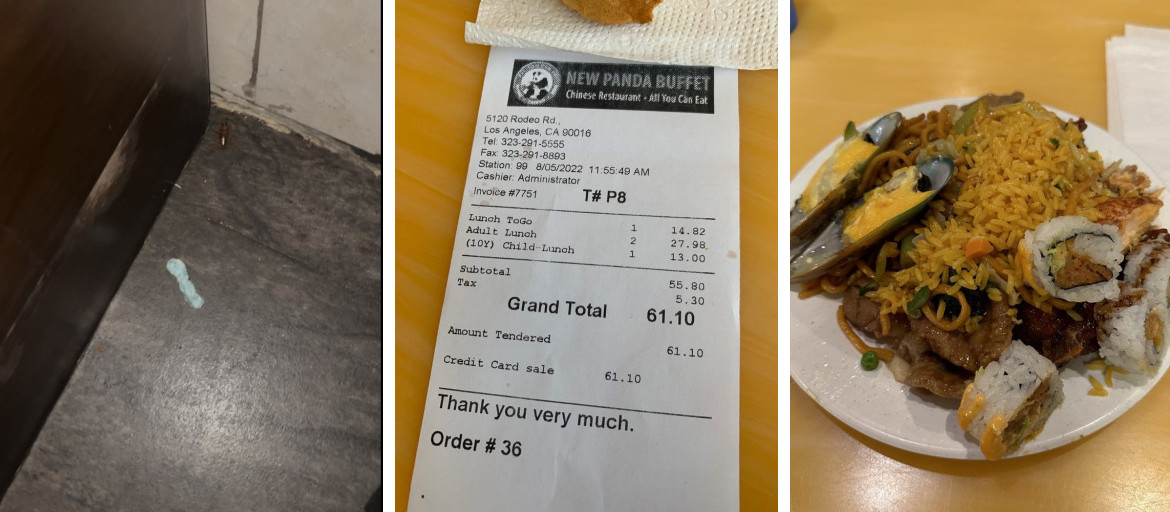 NEW PANDA BUFFET
Chinese Restaurant • All You Can Eat
5120 Rodeo Rd.,
Los Angeles, CA 90016
Tel: 323-291-5555
Fax: 323-291-8893
Station: 99 8/05/2022 11:55:49 AM
Cashier: Administrator
Invoice #7751 T# P8
Lunch ToGo 1 14.82
Adult Lunch 2 27.98
(10Y) Child-Lunch 1 13.00
Subtotal 55.80
Tax 5.30
Grand Total 61.10
Amount Tendered 61.10
Credit Card sale 61.10
Thank you very much.
Order # 36